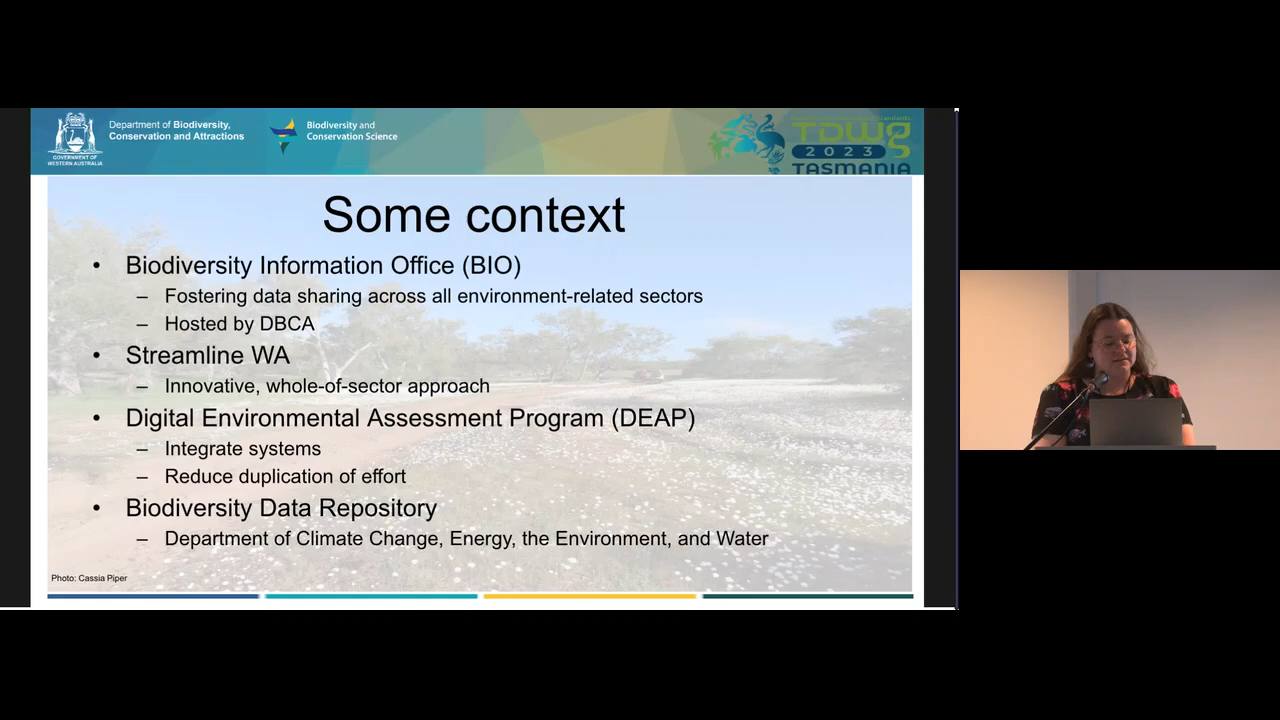 Department of Biodiversity,
Conservation and Attractions
GOVERNMENT OF
WESTERN AUSTRALIA
Biodiversity and
Conservation Science
TDWG
2023
TASMANIA
Some context
• Biodiversity Information Office (BIO)
– Fostering data sharing across all environment-related sectors
– Hosted by DBCA
• Streamline WA
– Innovative, whole-of-sector approach
• Digital Environmental Assessment Program (DEAP)
– Integrate systems
– Reduce duplication of effort
• Biodiversity Data Repository
– Department of Climate Change, Energy, the Environment, and Water
Photo: Cassia Piper